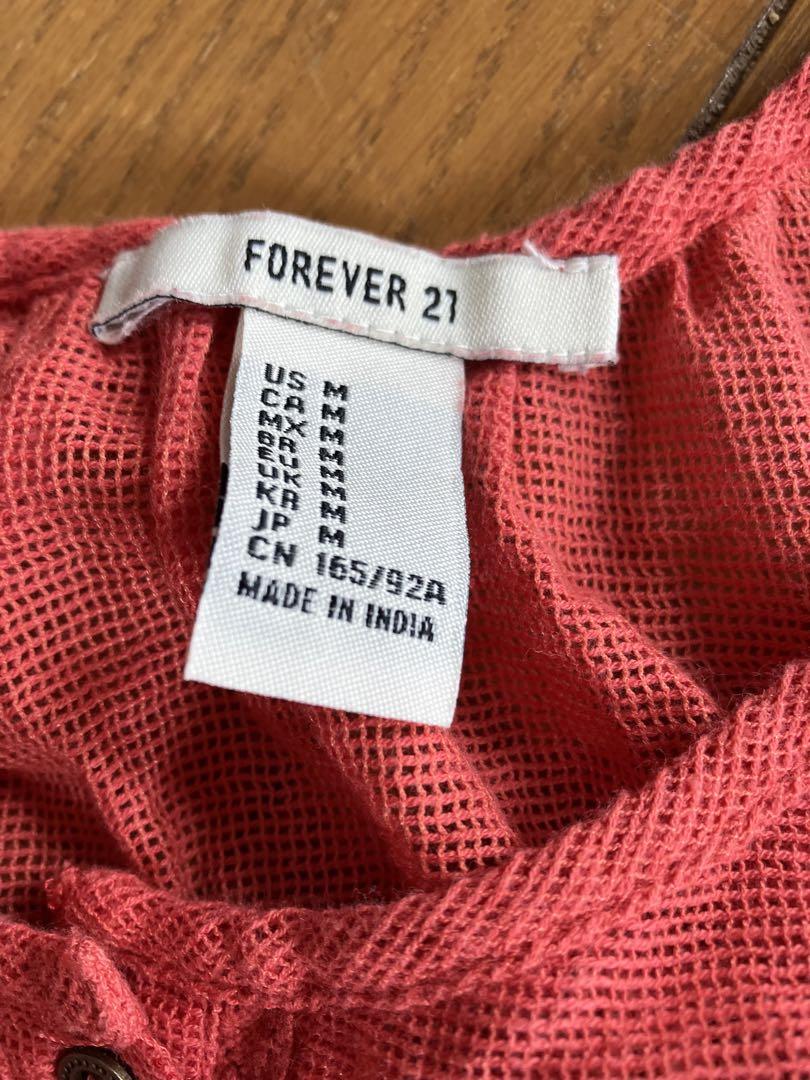 FOREVER 21
US M
CA M
MX M
BR M
EU M
UK M
KR M
JP M
CN 165/92A
MADE IN INDIA